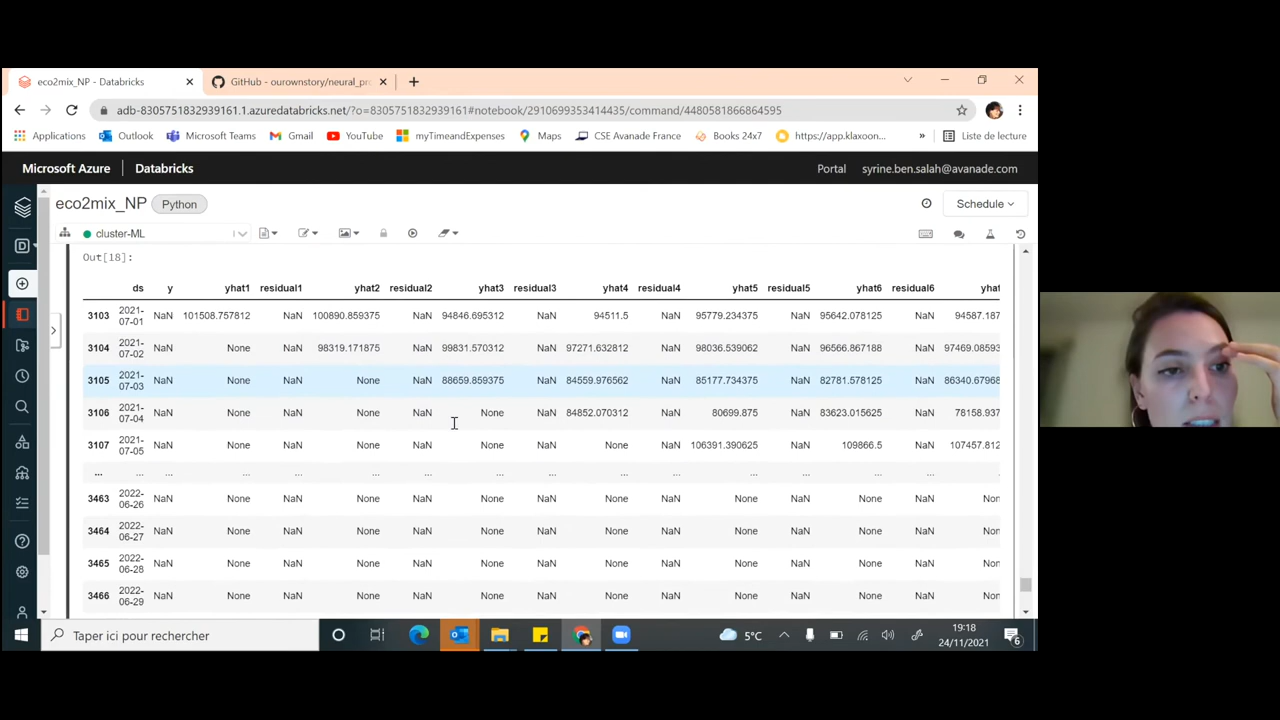 eco2mix_NP - Databricks
GitHub - ourownstory/neural_pr
adb-8305751832939161.1.azuredatabricks.net/?o=8305751832939161#notebook/2910699353414435/command/4480581866864595
Applications Outlook Microsoft Teams Gmail YouTube myTimeandExpenses Maps CSE Avanade France Books 24x7 https://app.klaxoon... » Liste de lecture
Microsoft Azure Databricks Portal syrine.ben.salah@avanade.com
eco2mix_NP Python Schedule
cluster-ML
Out[18]:
ds y yhat1 residual1 yhat2 residual2 yhat3 residual3 yhat4 residual4 yhat5 residual5 yhat6 residual6 yhat
3103 2021-07-01 NaN 101508.757812 NaN 100890.859375 NaN 94846.695312 NaN 94511.5 NaN 95779.234375 NaN 95642.078125 NaN 94587.187
3104 2021-07-02 NaN None NaN 98319.171875 NaN 99831.570312 NaN 97271.632812 NaN 98036.539062 NaN 96566.867188 NaN 97469.08593
3105 2021-07-03 NaN None NaN None NaN 88659.859375 NaN 84559.976562 NaN 85177.734375 NaN 82781.578125 NaN 86340.67968
3106 2021-07-04 NaN None NaN None NaN None NaN 84852.070312 NaN 80699.875 NaN 83623.015625 NaN 78158.937
3107 2021-07-05 NaN None NaN None NaN None NaN None NaN 106391.390625 NaN 109866.5 NaN 107457.812
... ... ... ... ... ... ... ... ... ... ... ... ... ... ...
3463 2022-06-26 NaN None NaN None NaN None NaN None NaN None NaN None NaN Non
3464 2022-06-27 NaN None NaN None NaN None NaN None NaN None NaN None NaN Non
3465 2022-06-28 NaN None NaN None NaN None NaN None NaN None NaN None NaN Non
3466 2022-06-29 NaN None NaN None NaN None NaN None NaN None NaN None NaN Non
Taper ici pour rechercher 5°C 19:18
24/11/2021 6